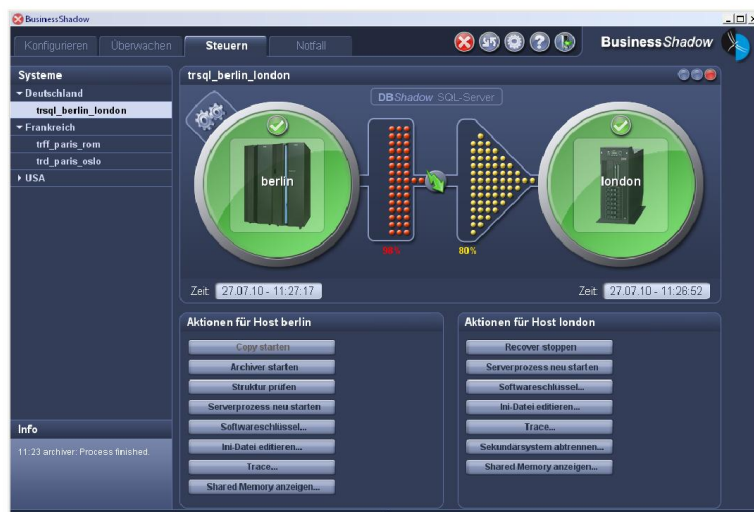 BusinessShadow
Konfigurieren Überwachen Steuern Notfall
BusinessShadow
Systeme
Deutschland
trsql_berlin_london
Frankreich
trff_paris_rom
trd_paris_oslo
USA
trsql_berlin_london
DBShadow SQL-Server
berlin
london
98%
80%
Zeit: 27.07.10 - 11:27:17
Zeit: 27.07.10 - 11:26:52
Aktionen für Host berlin
Copy starten
Archiver starten
Struktur prüfen
Serverprozess neu starten
Softwareschlüssel...
Ini-Datei editieren...
Trace...
Shared Memory anzeigen...
Aktionen für Host london
Recover stoppen
Serverprozess neu starten
Softwareschlüssel...
Ini-Datei editieren...
Trace...
Sekundärsystem abtrennen...
Shared Memory anzeigen...
Info
11:23 archiver: Process finished.